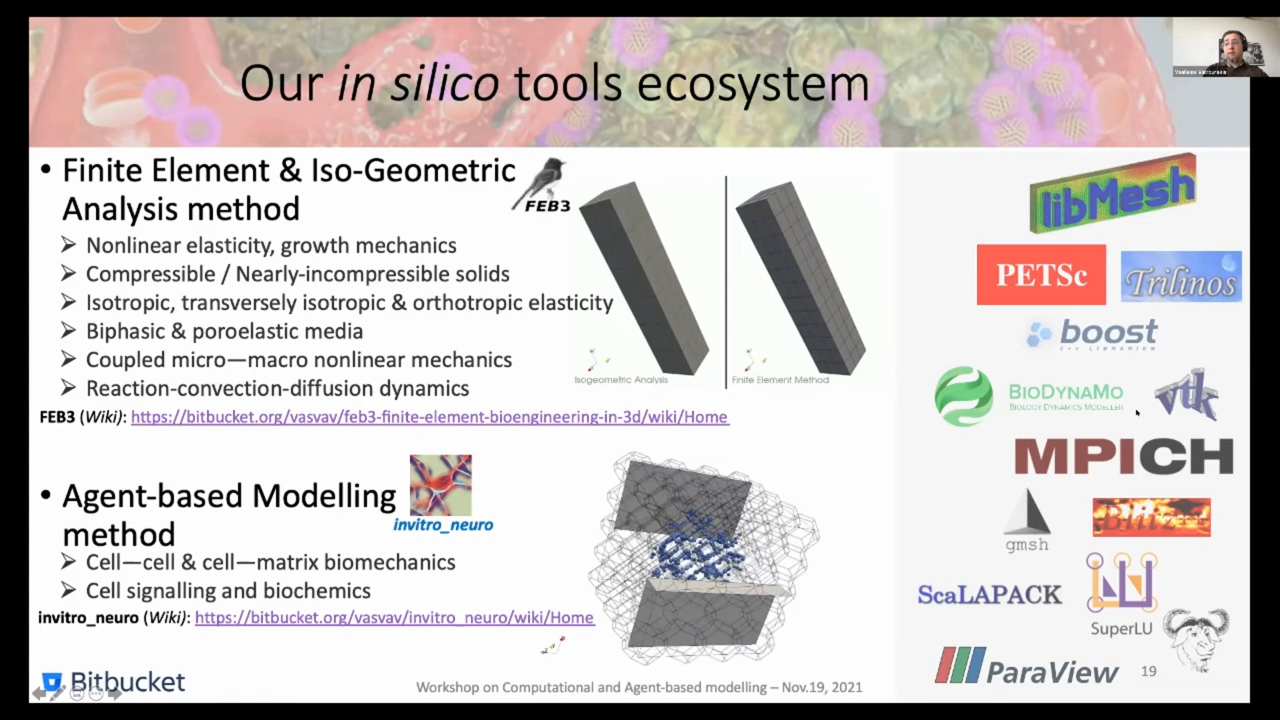 Our in silico tools ecosystem
• Finite Element & Iso-Geometric
Analysis method
FEB3
➢ Nonlinear elasticity, growth mechanics
➢ Compressible / Nearly-incompressible solids
➢ Isotropic, transversely isotropic & orthotropic elasticity
➢ Biphasic & poroelastic media
➢ Coupled micro—macro nonlinear mechanics
➢ Reaction-convection-diffusion dynamics
FEB3 (Wiki): https://bitbucket.org/vasvav/feb3-finite-element-bioengineering-in-3d/wiki/Home
Isogeometric Analysis
Finite Element Method
• Agent-based Modelling
method
invitro_neuro
➢ Cell—cell & cell—matrix biomechanics
➢ Cell signalling and biochemics
invitro_neuro (Wiki): https://bitbucket.org/vasvav/invitro_neuro/wiki/Home
Bitbucket
Workshop on Computational and Agent-based modelling – Nov.19, 2021
libMesh
PETSc
Trilinos
boost
C++ LIBRARIES
BIODYNAMO
BIOLOGY DYNAMICS MODELLER
vtk
MPICH
gmsh
Blitz++
ScaLAPACK
SuperLU
ParaView
19